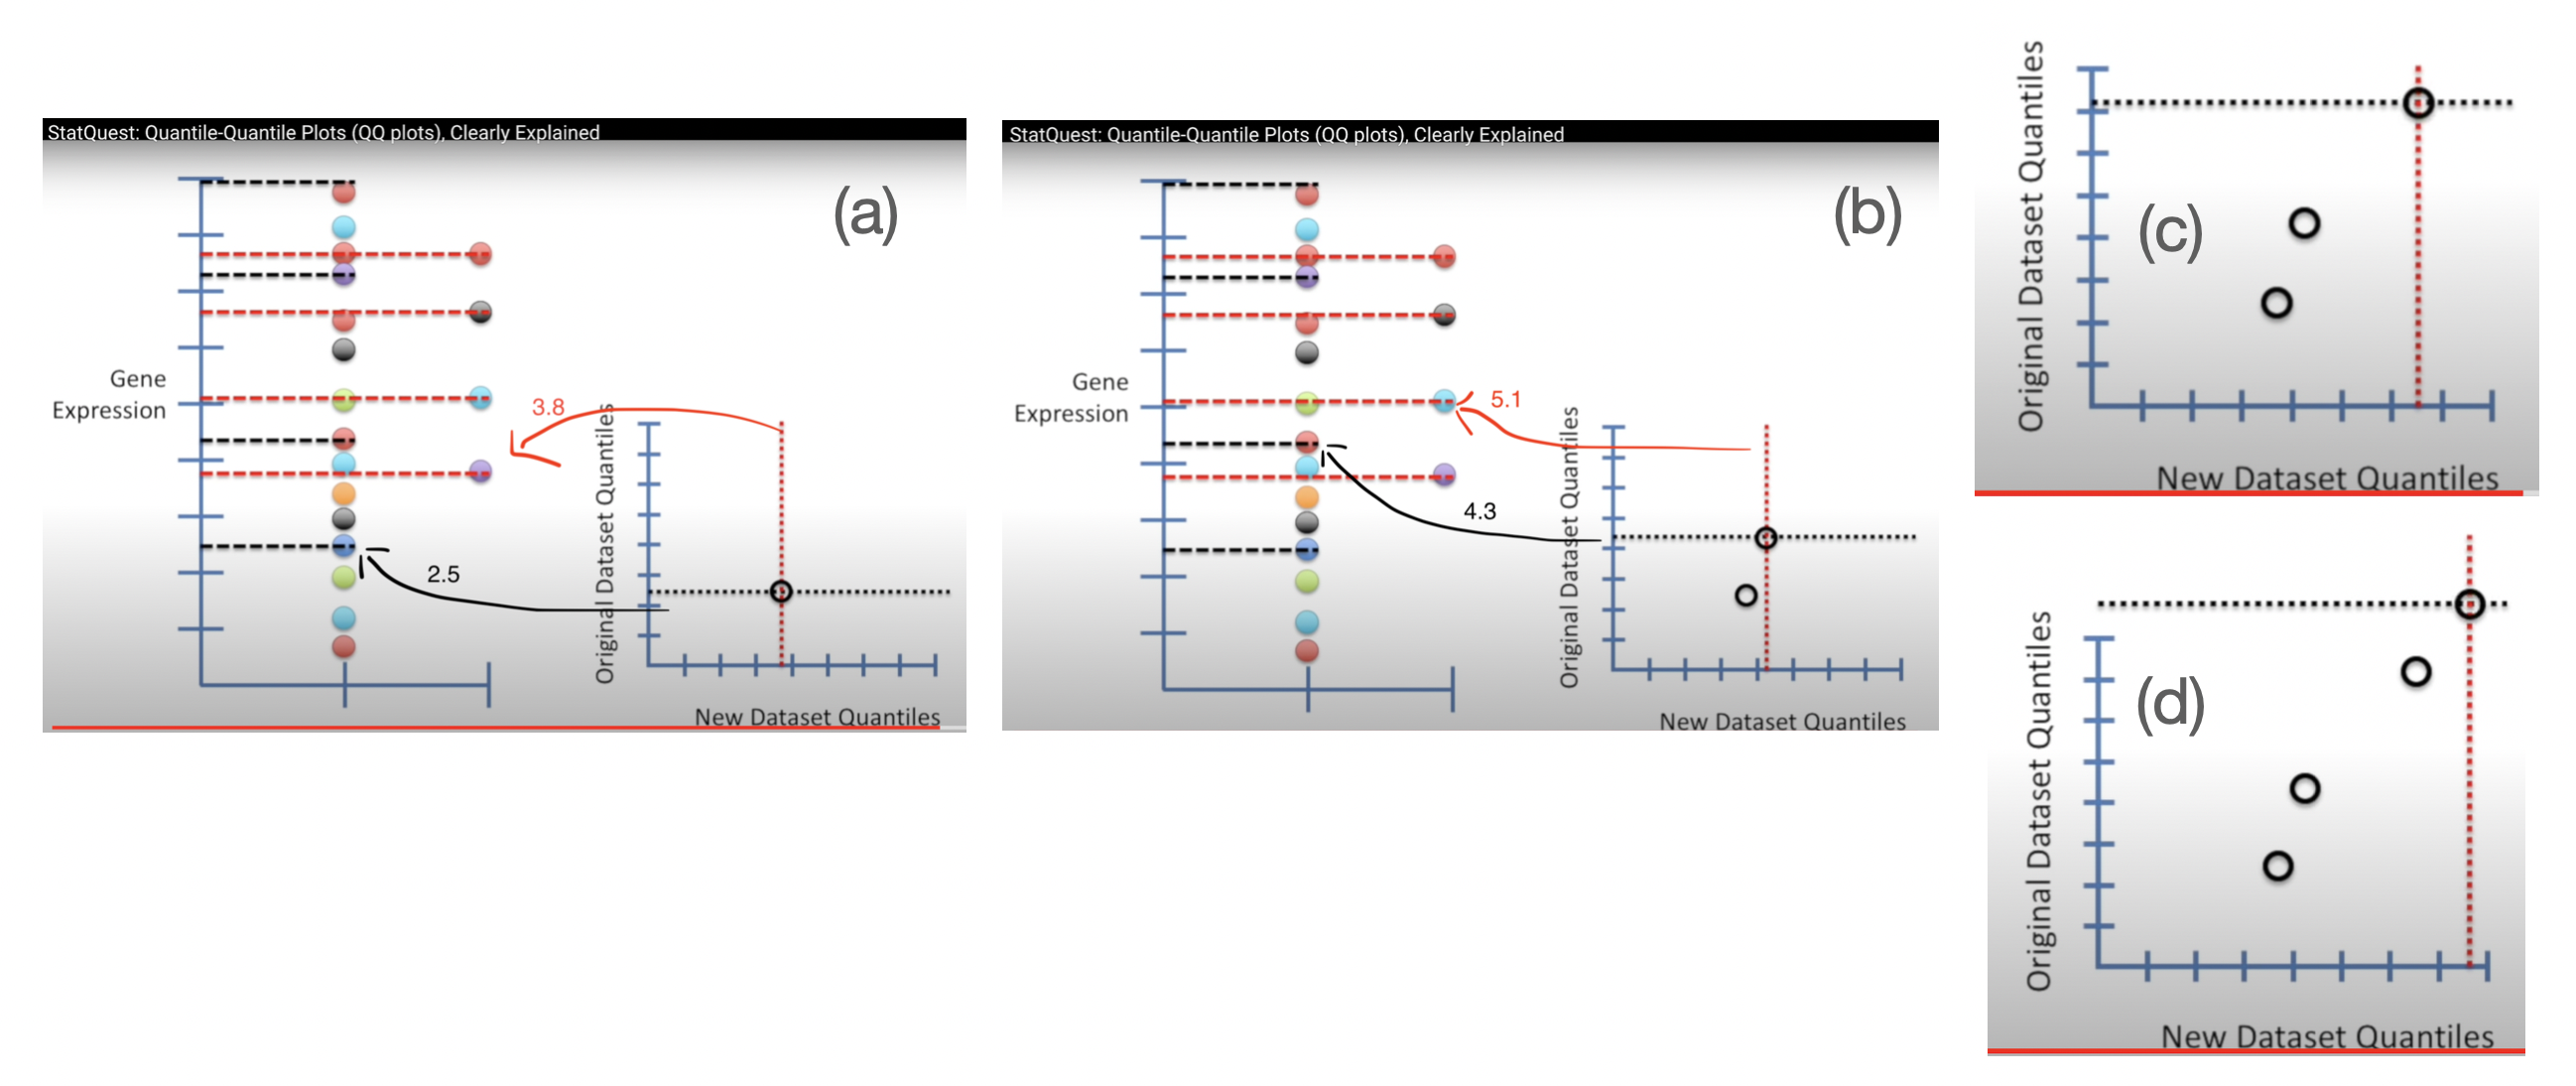 StatQuest: Quantile-Quantile Plots (QQ plots), Clearly Explained
(a)
Gene
Expression
3.8
2.5
Original Dataset Quantiles
New Dataset Quantiles
StatQuest: Quantile-Quantile Plots (QQ plots), Clearly Explained
(b)
Gene
Expression
5.1
4.3
Original Dataset Quantiles
New Dataset Quantiles
Original Dataset Quantiles
(c)
New Dataset Quantiles
Original Dataset Quantiles
(d)
New Dataset Quantiles